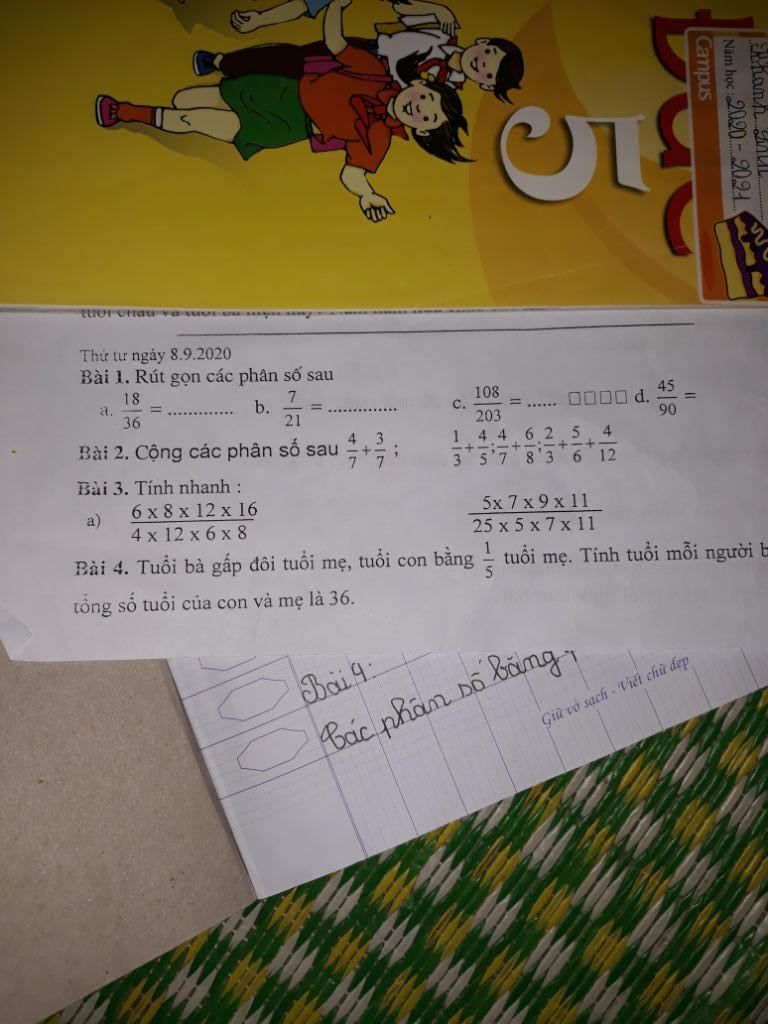 Campus
Năm học: 2020 - 2021
5
Thứ tư ngày 8.9.2020
Bài 1. Rút gọn các phân số sau
a. 18/36 = ............. b. 7/21 = .............. c. 108/203 = ...... □□□□ d. 45/90 =
Bài 2. Cộng các phân số sau 4/7 + 3/7 ; 1/3 + 4/5 ; 4/7 + 6/8 ; 2/3 + 5/6 + 4/12
Bài 3. Tính nhanh :
a) 6 x 8 x 12 x 16 / 4 x 12 x 6 x 8 5x 7 x 9 x 11 / 25 x 5 x 7 x 11
Bài 4. Tuổi bà gấp đôi tuổi mẹ, tuổi con bằng 1/5 tuổi mẹ. Tính tuổi mỗi người
tổng số tuổi của con và mẹ là 36.
Bài 4:
Các phân số bằng
Giữ vở sạch - Viết chữ đẹp